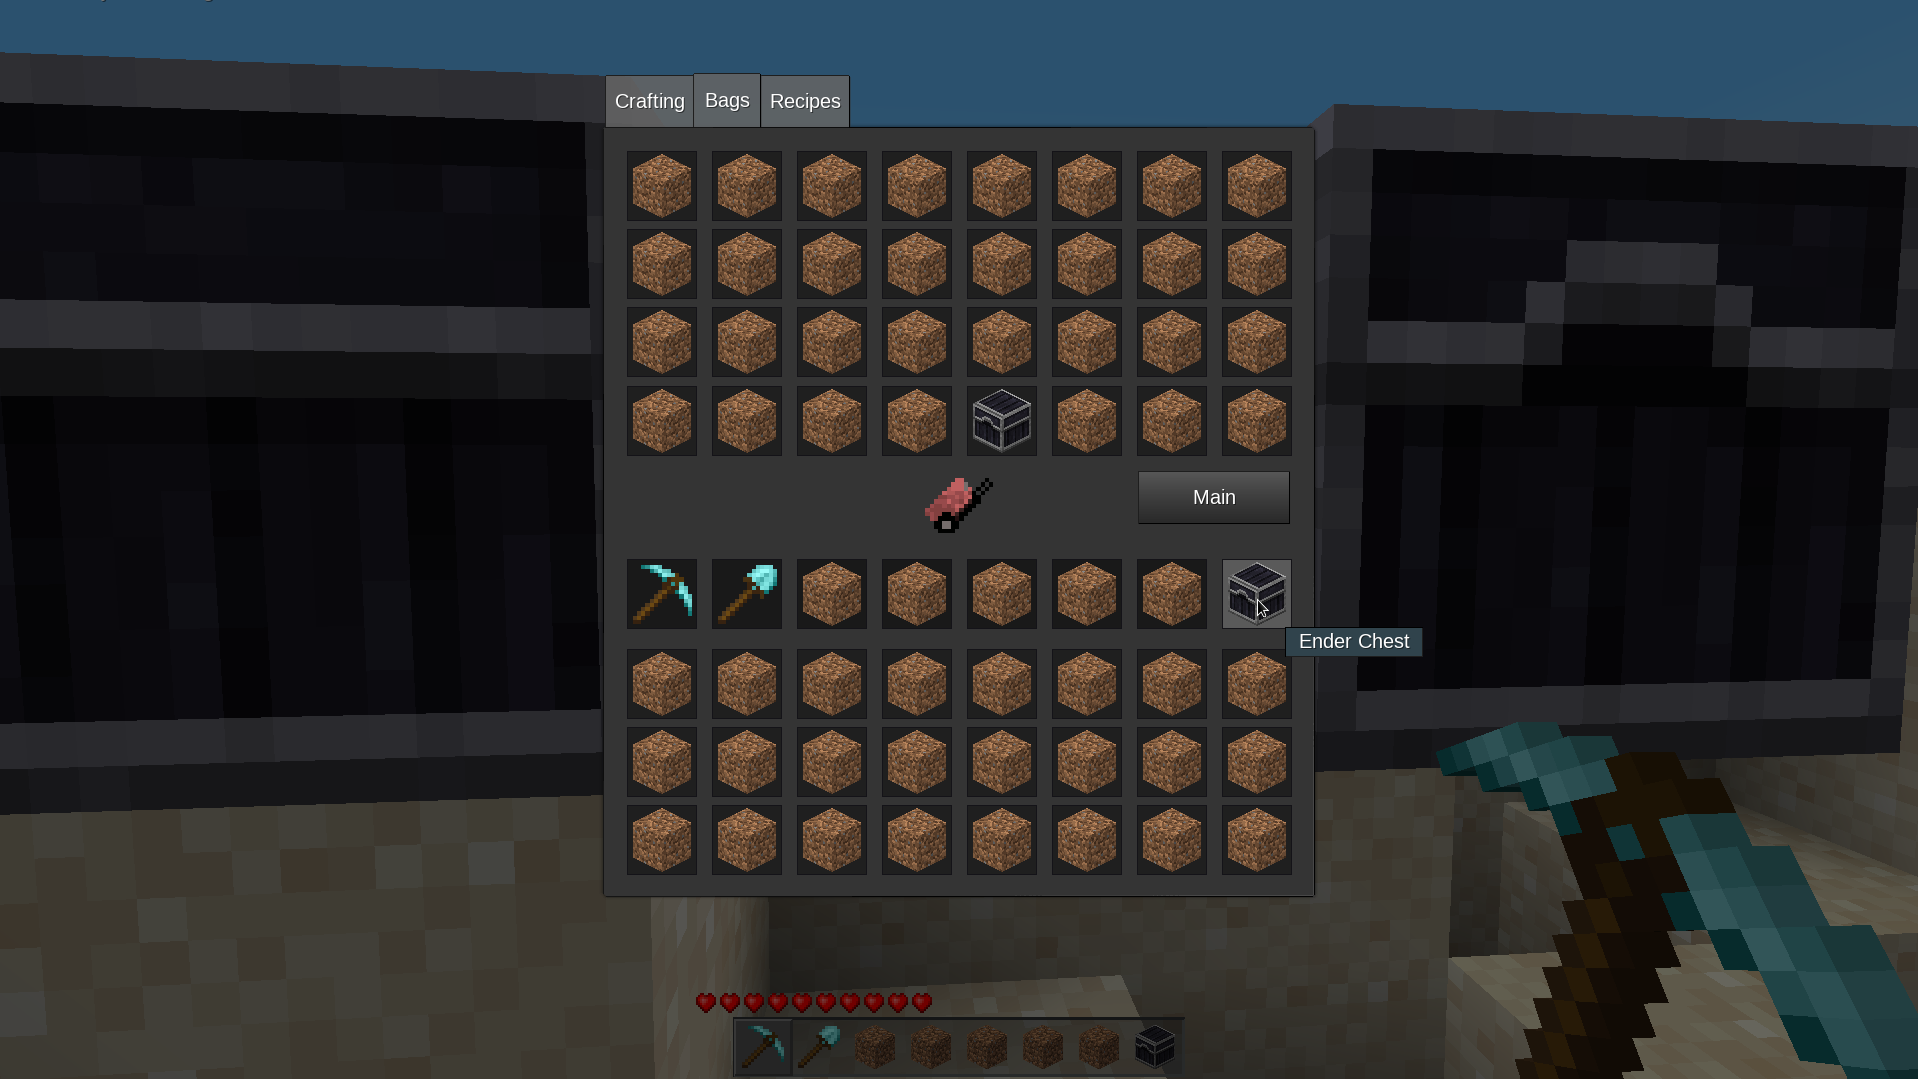 Crafting
Bags
Recipes
Main
Ender Chest